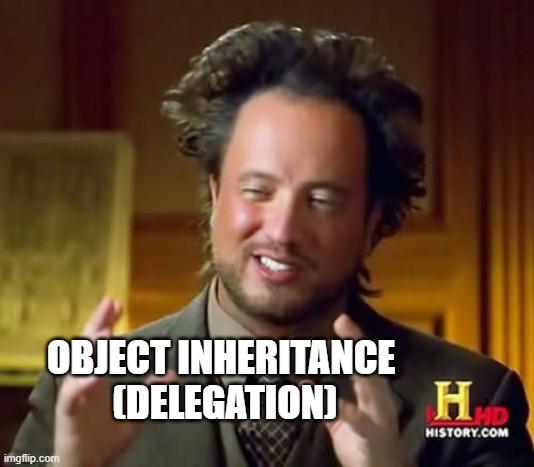 OBJECT INHERITANCE
(DELEGATION)
H HD
HISTORY.COM
imgflip.com